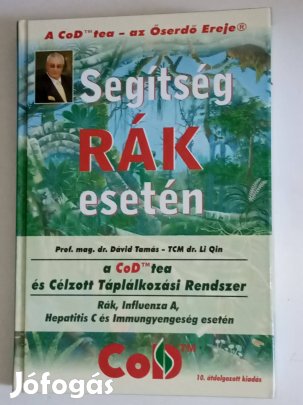 A CoD™ tea – az Őserdő Ereje®
Segítség
RÁK
esetén
Prof. mag. dr. Dávid Tamás – TCM dr. Li Qin
a CoD™ tea
és Célzott Táplálkozási Rendszer
Rák, Influenza A,
Hepatitis C és Immungyengeség esetén
CoD™
10. átdolgozott kiadás
Jófogás